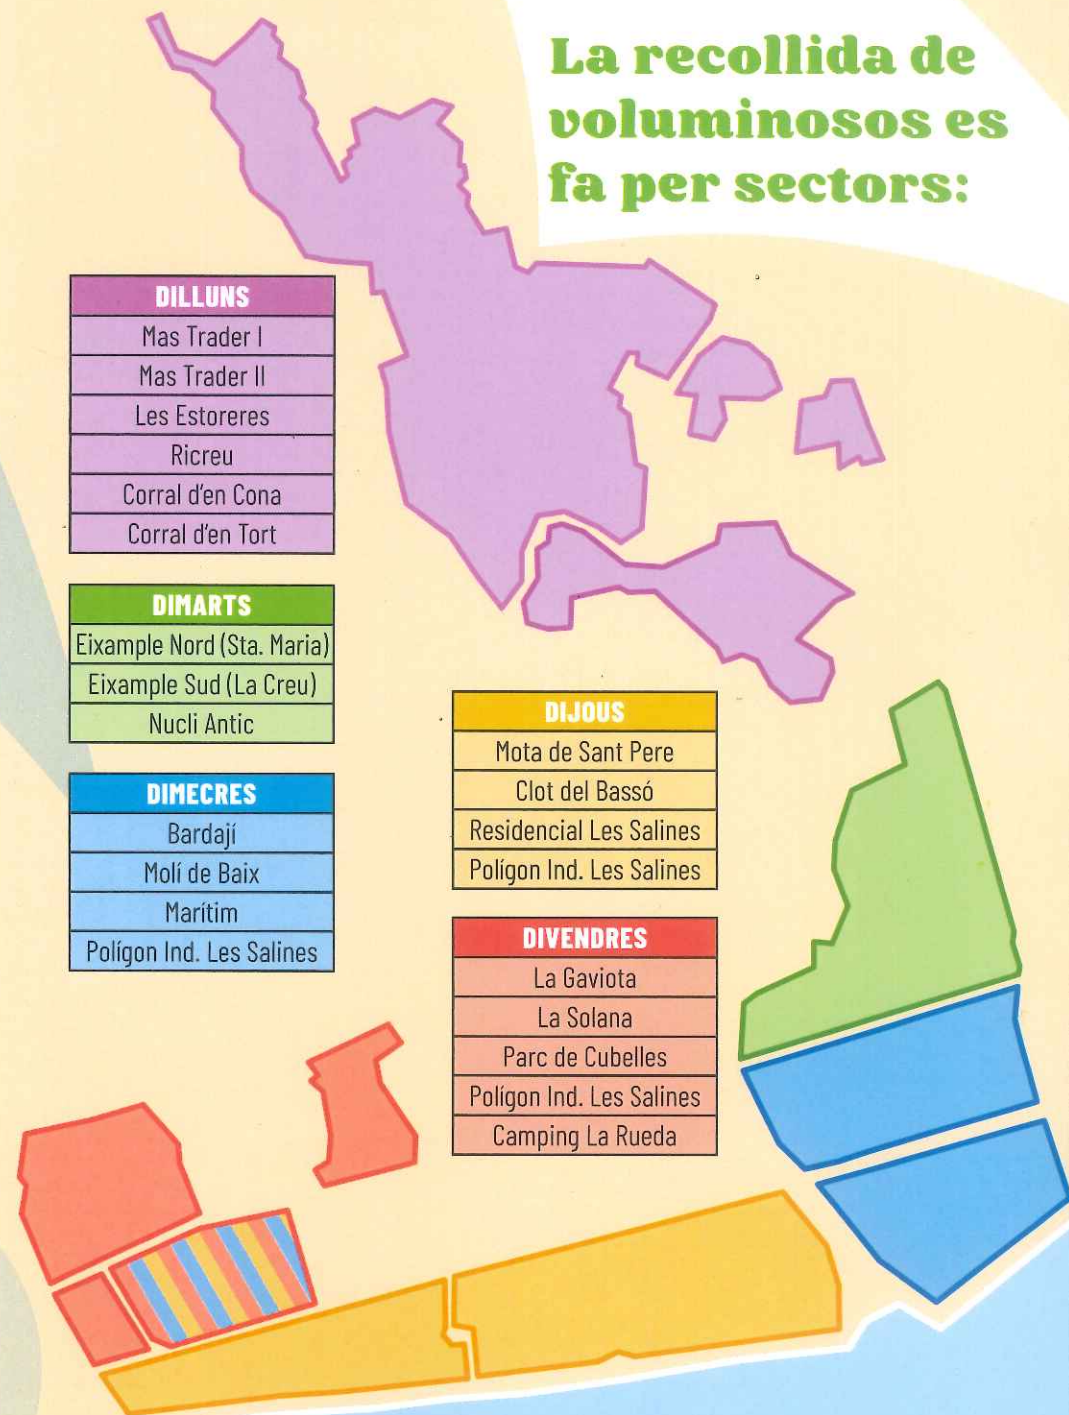 La recollida de
voluminosos es
fa per sectors:
DILLUNS
Mas Trader I
Mas Trader II
Les Estoreres
Ricreu
Corral d'en Cona
Corral d'en Tort
DIMARTS
Eixample Nord (Sta. Maria)
Eixample Sud (La Creu)
Nucli Antic
DIMECRES
Bardají
Molí de Baix
Marítim
Polígon Ind. Les Salines
DIJOUS
Mota de Sant Pere
Clot del Bassó
Residencial Les Salines
Polígon Ind. Les Salines
DIVENDRES
La Gaviota
La Solana
Parc de Cubelles
Polígon Ind. Les Salines
Camping La Rueda